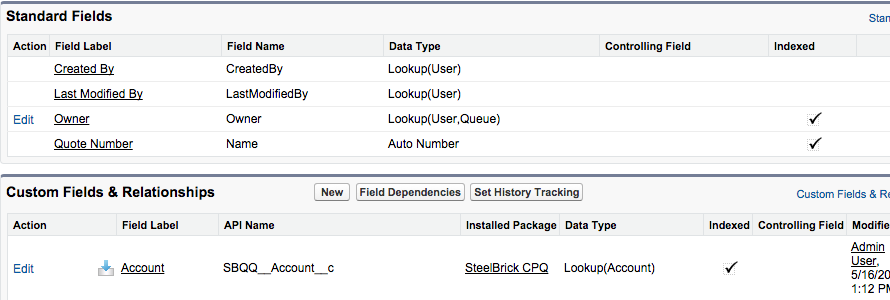 Standard Fields Stan
Action Field Label Field Name Data Type Controlling Field Indexed
Created By CreatedBy Lookup(User)
Last Modified By LastModifiedBy Lookup(User)
Edit Owner Owner Lookup(User,Queue)
Quote Number Name Auto Number
Custom Fields & Relationships New Field Dependencies Set History Tracking Custom Fields & Re
Action Field Label API Name Installed Package Data Type Indexed Controlling Field Modifie
Edit Account SBQQ__Account__c SteelBrick CPQ Lookup(Account) Admin
User,
5/16/20
1:12 PM